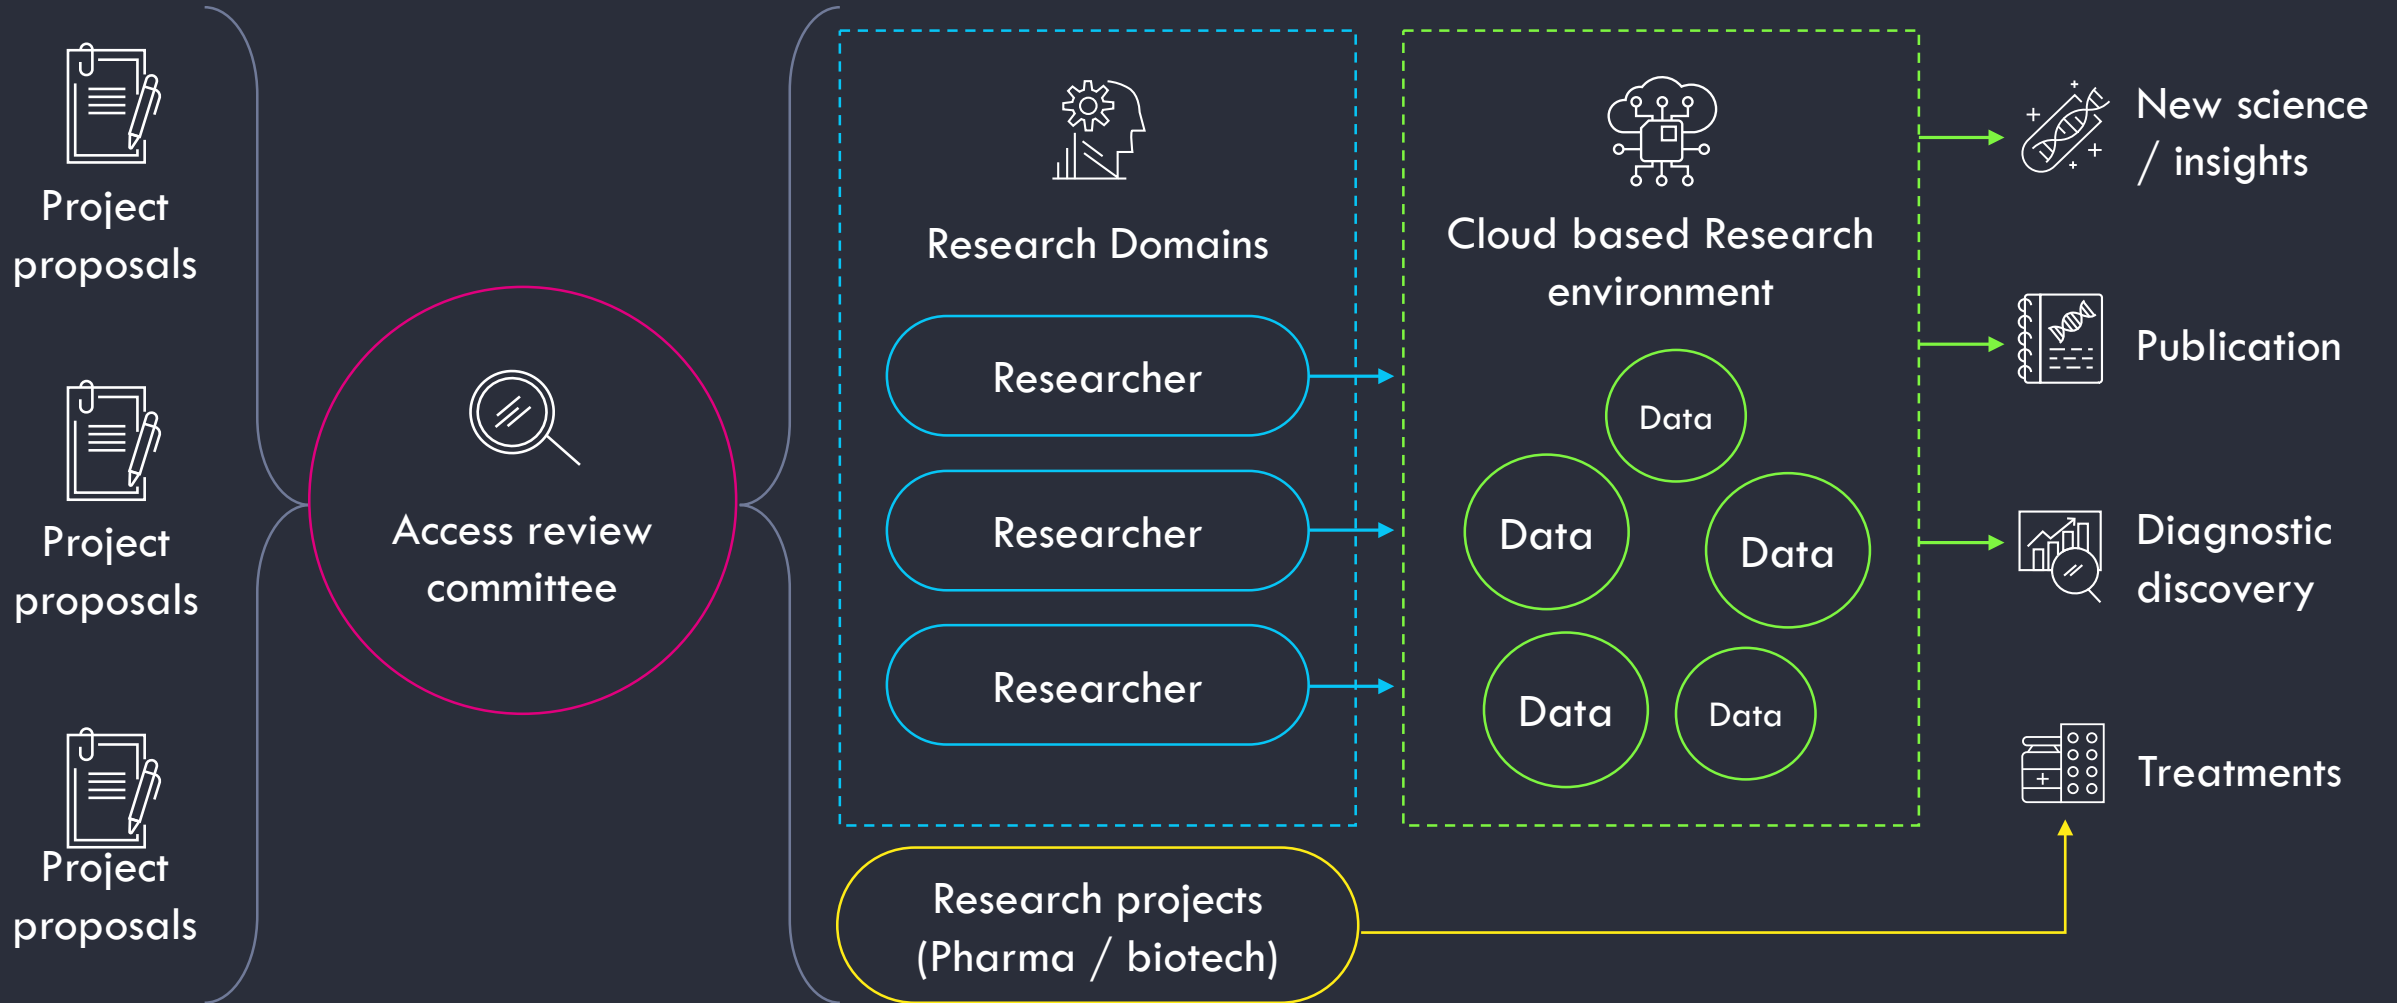 Project
proposals
Project
proposals
Project
proposals
Access review
committee
Research Domains
Researcher
Researcher
Researcher
Research projects
(Pharma / biotech)
Cloud based Research
environment
Data
Data
Data
Data
Data
New science
/ insights
Publication
Diagnostic
discovery
Treatments